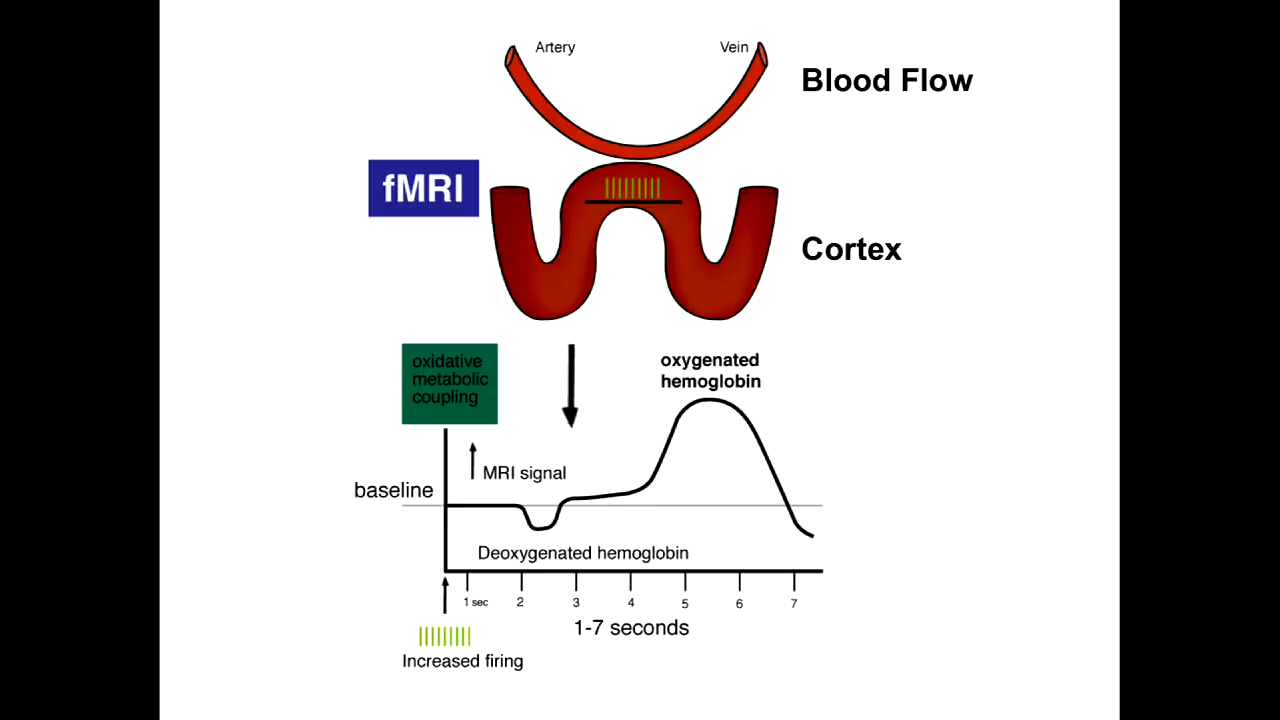 Artery
Vein
Blood Flow
fMRI
Cortex
oxidative
metabolic
coupling
oxygenated
hemoglobin
MRI signal
baseline
Deoxygenated hemoglobin
1 sec 2 3 4 5 6 7
1-7 seconds
Increased firing